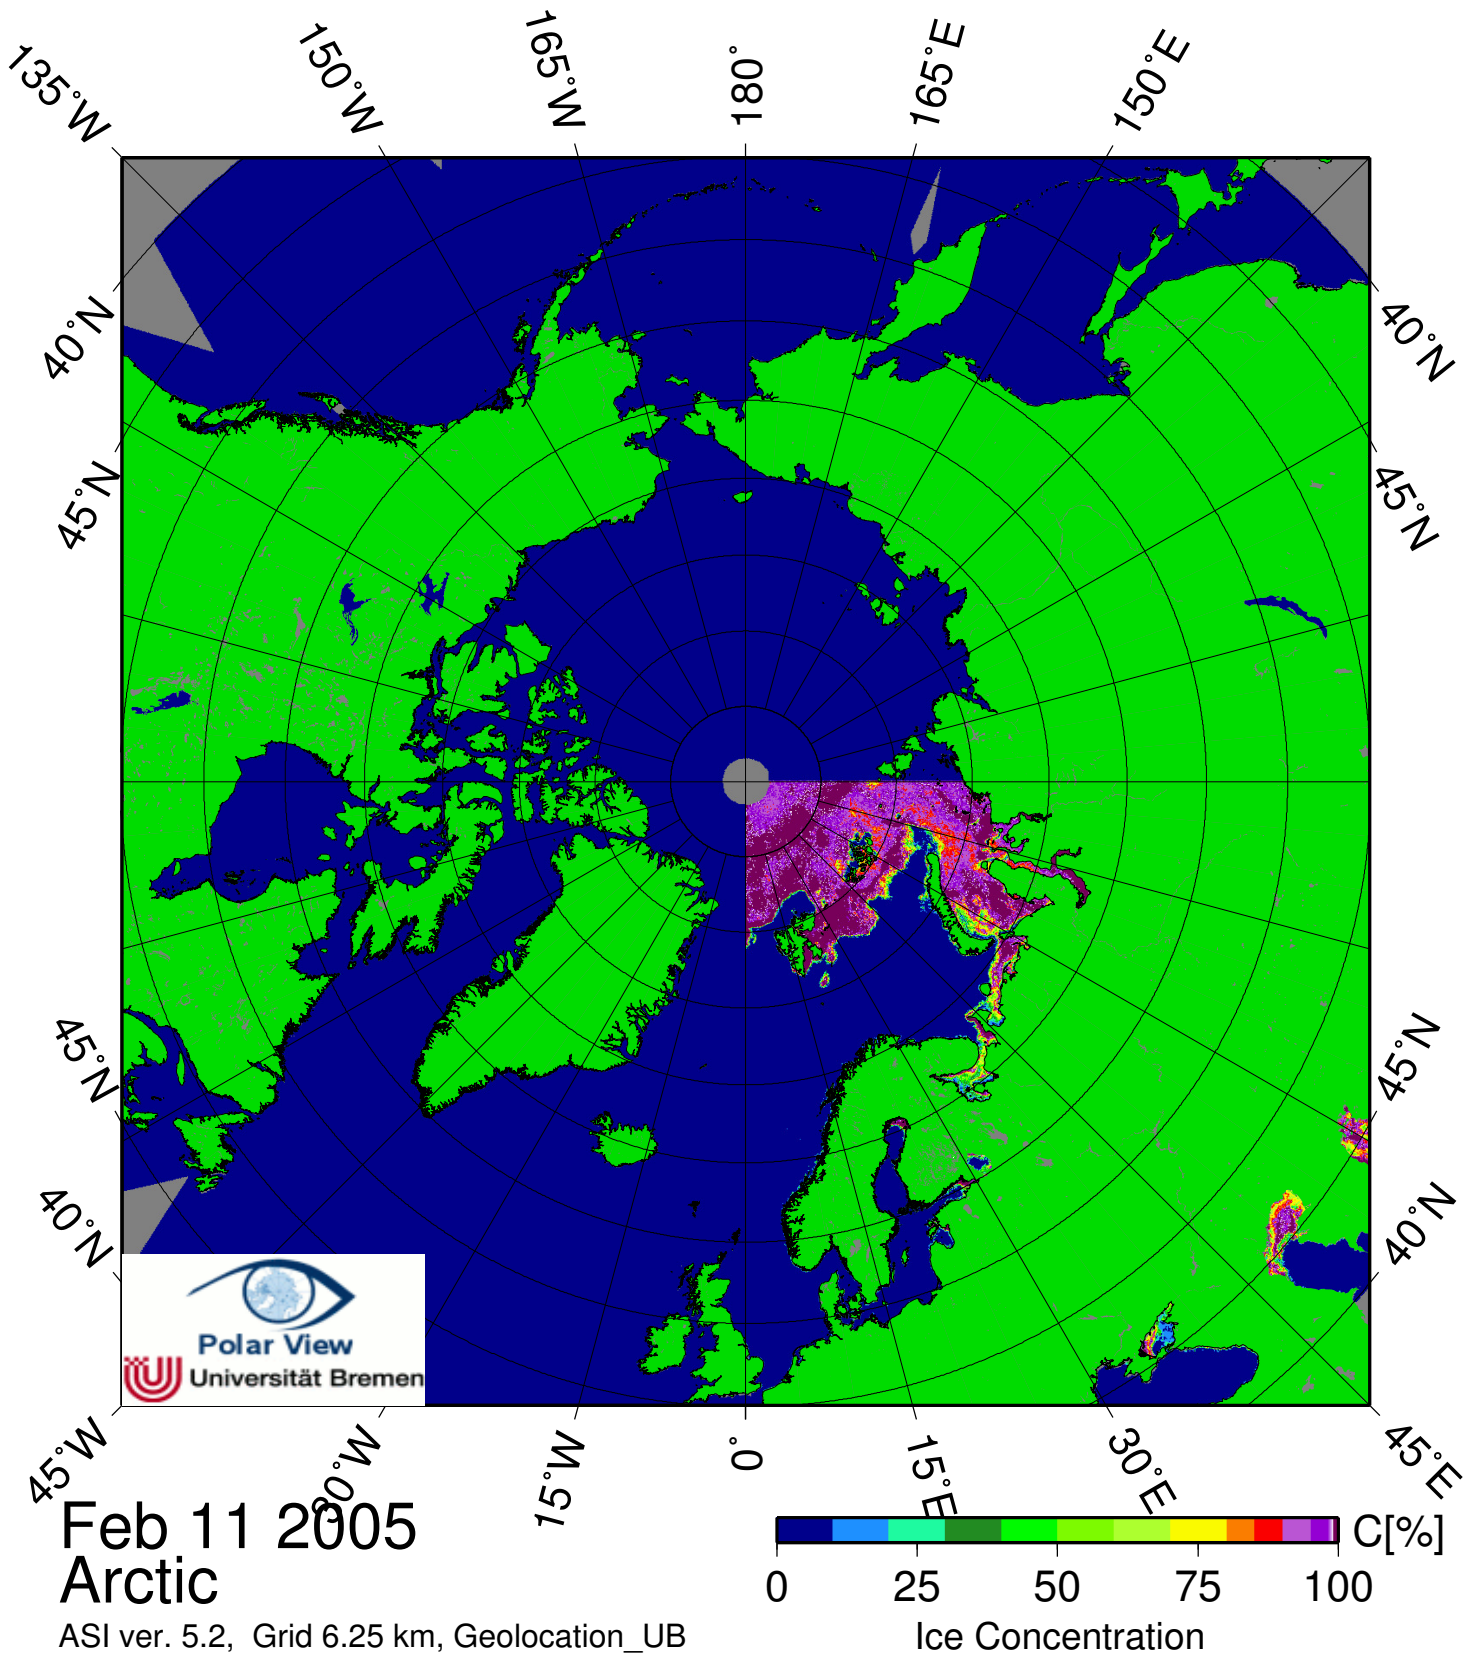 135°W
150°W
165°W
180°
165°E
150°E
40°N
40°N
45°N
45°N
45°N
45°N
40°N
40°N
Polar View
Universität Bremen
45°W
30°W
15°W
0°
15°E
30°E
45°E
Feb 11 2005
Arctic
ASI ver. 5.2, Grid 6.25 km, Geolocation_UB
C[%]
0 25 50 75 100
Ice Concentration